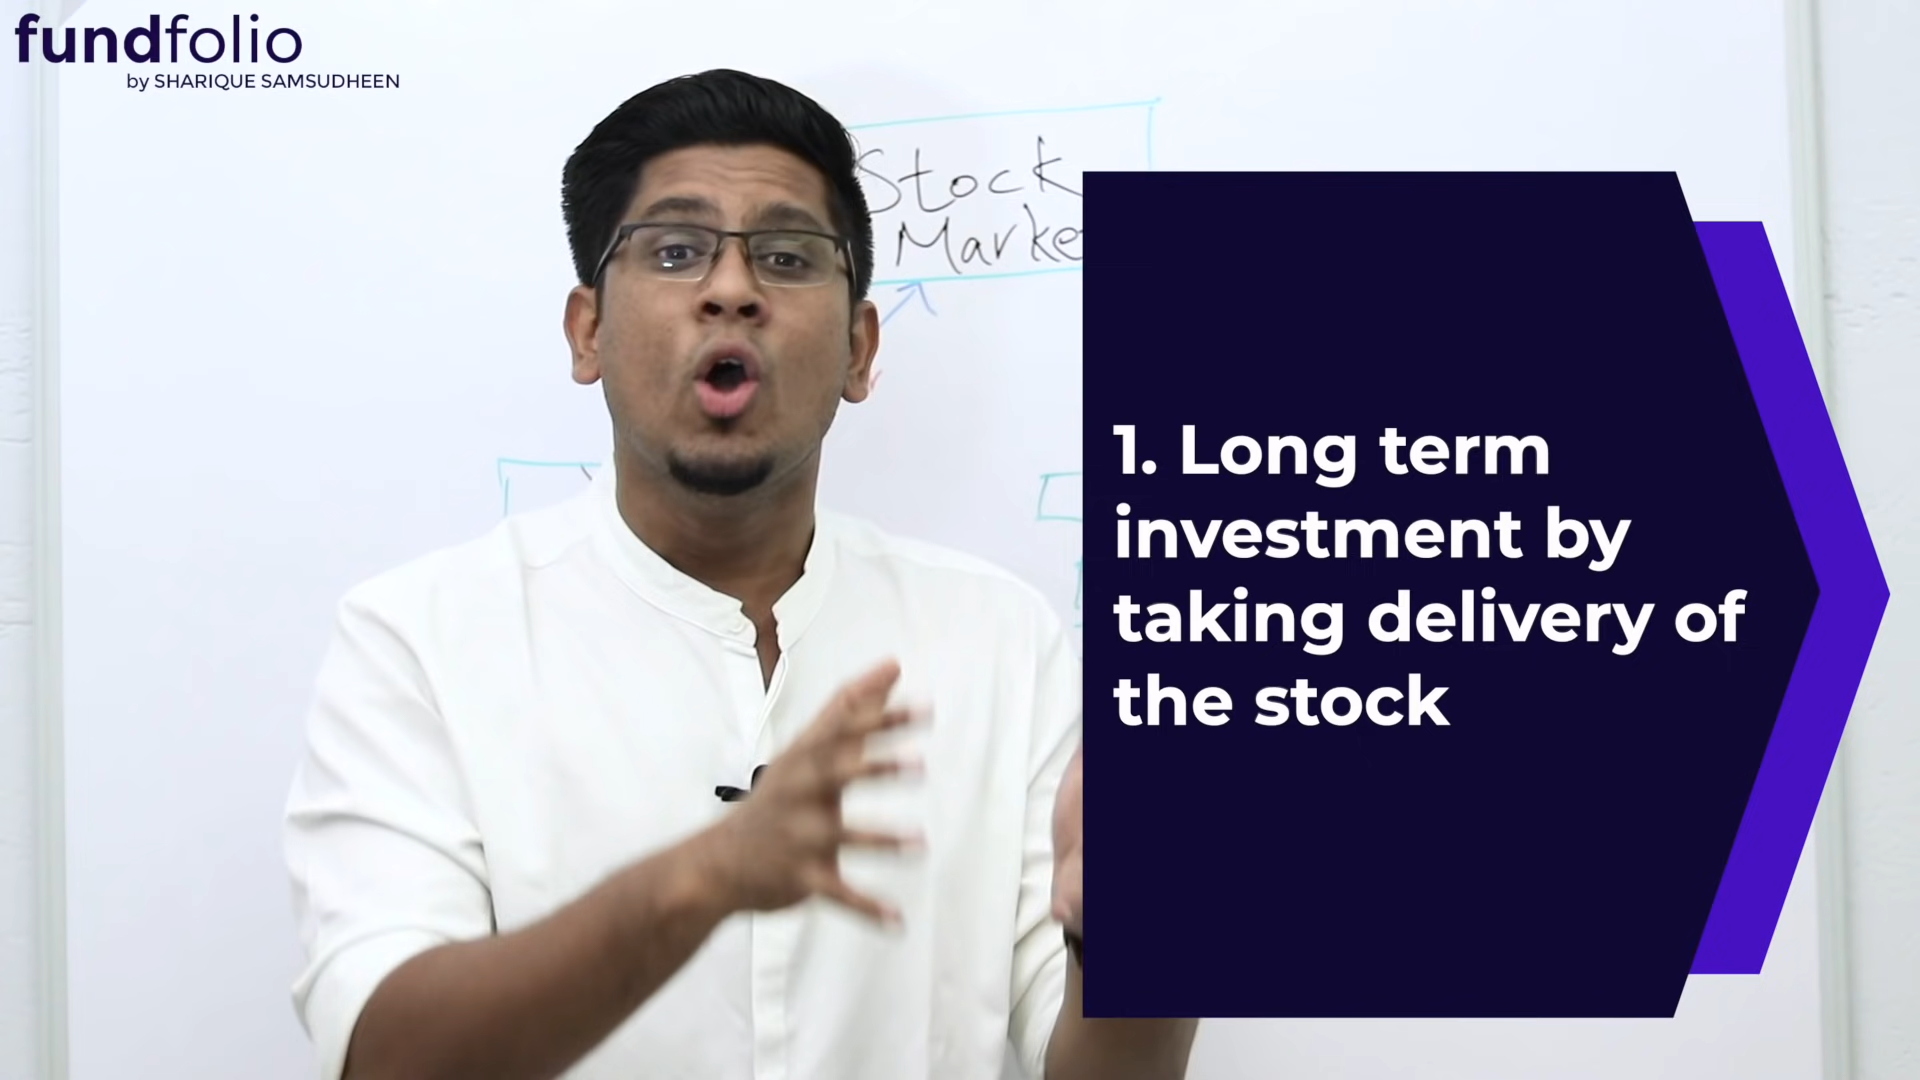 fundfolio
by SHARIQUE SAMSUDHEEN
Stock
Marke
1. Long term
investment by
taking delivery of
the stock